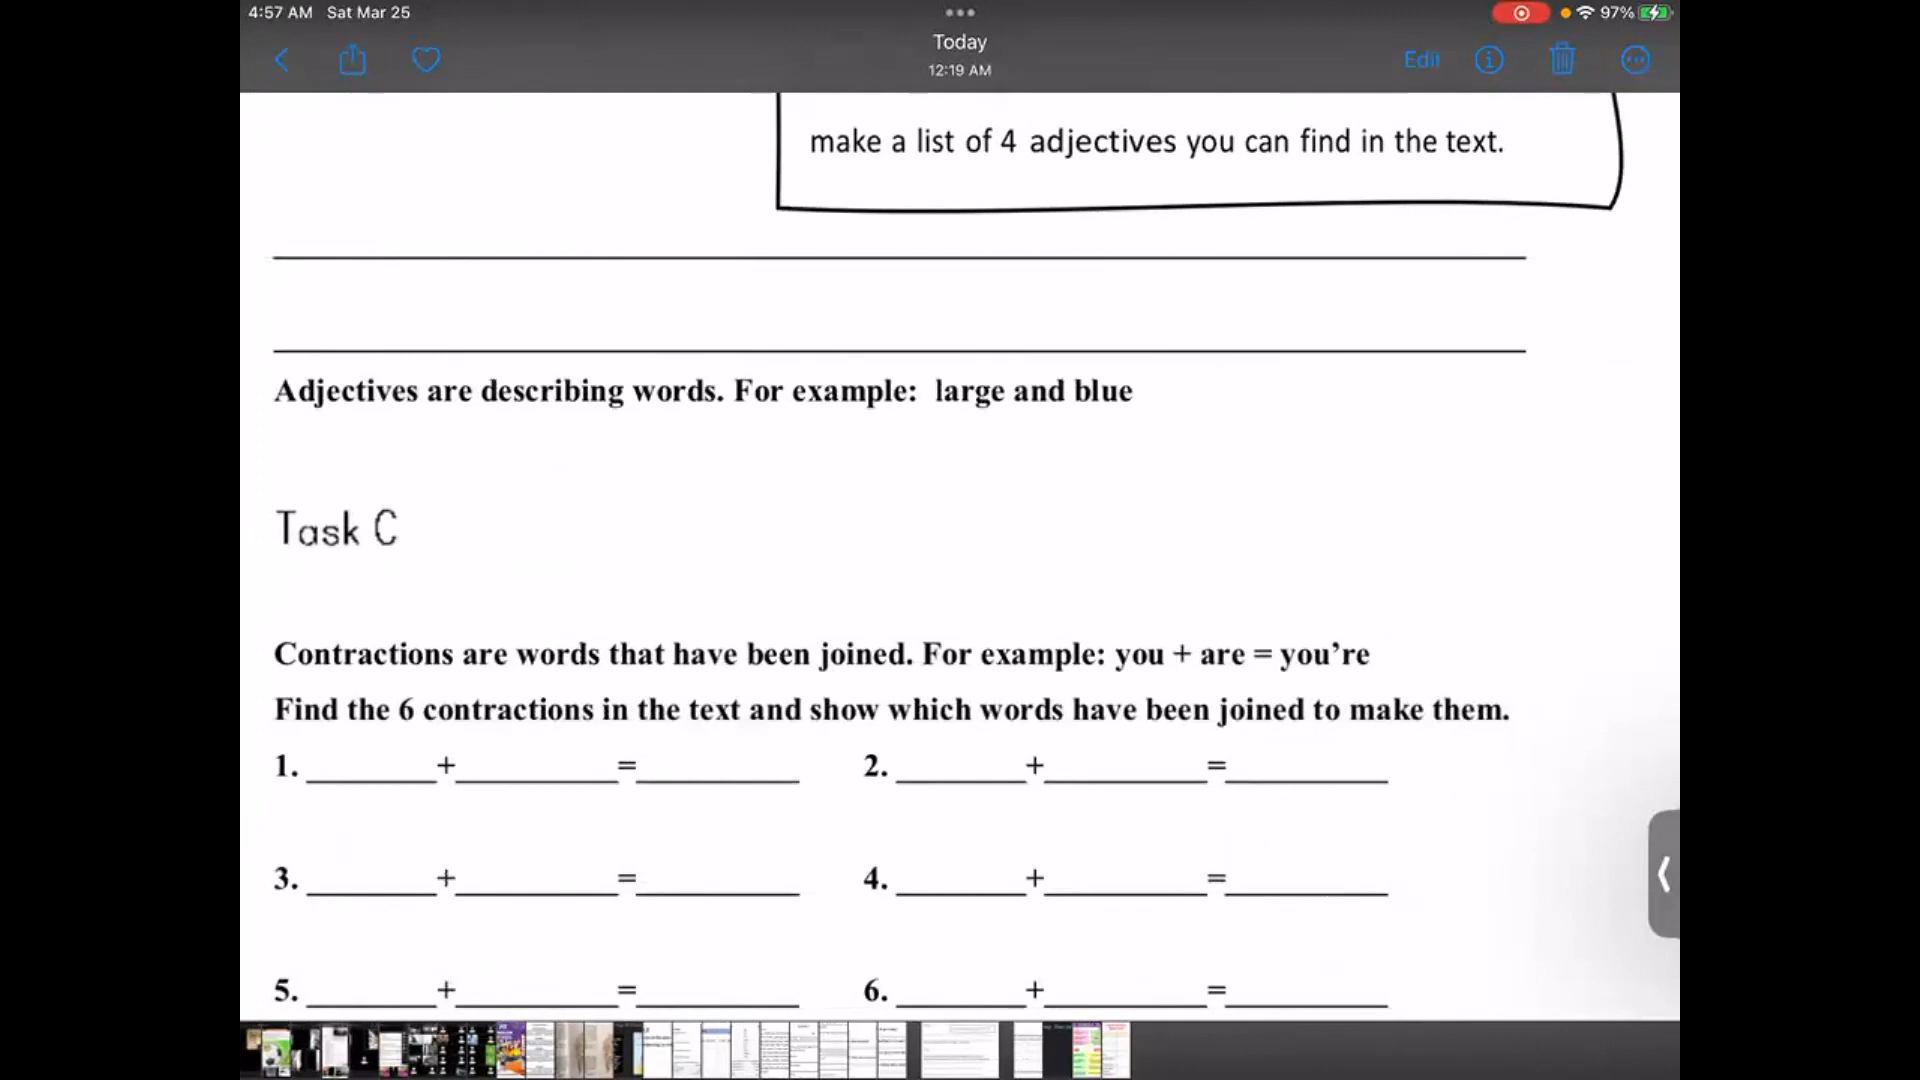 4:57 AM Sat Mar 25
97%
Today
12:19 AM
Edit
make a list of 4 adjectives you can find in the text.
Adjectives are describing words. For example: large and blue
Task C
Contractions are words that have been joined. For example: you + are = you’re
Find the 6 contractions in the text and show which words have been joined to make them.
1. ________+__________=__________ 2. ________+__________=__________
3. ________+__________=__________ 4. ________+__________=__________
5. ________+__________=__________ 6. ________+__________=__________